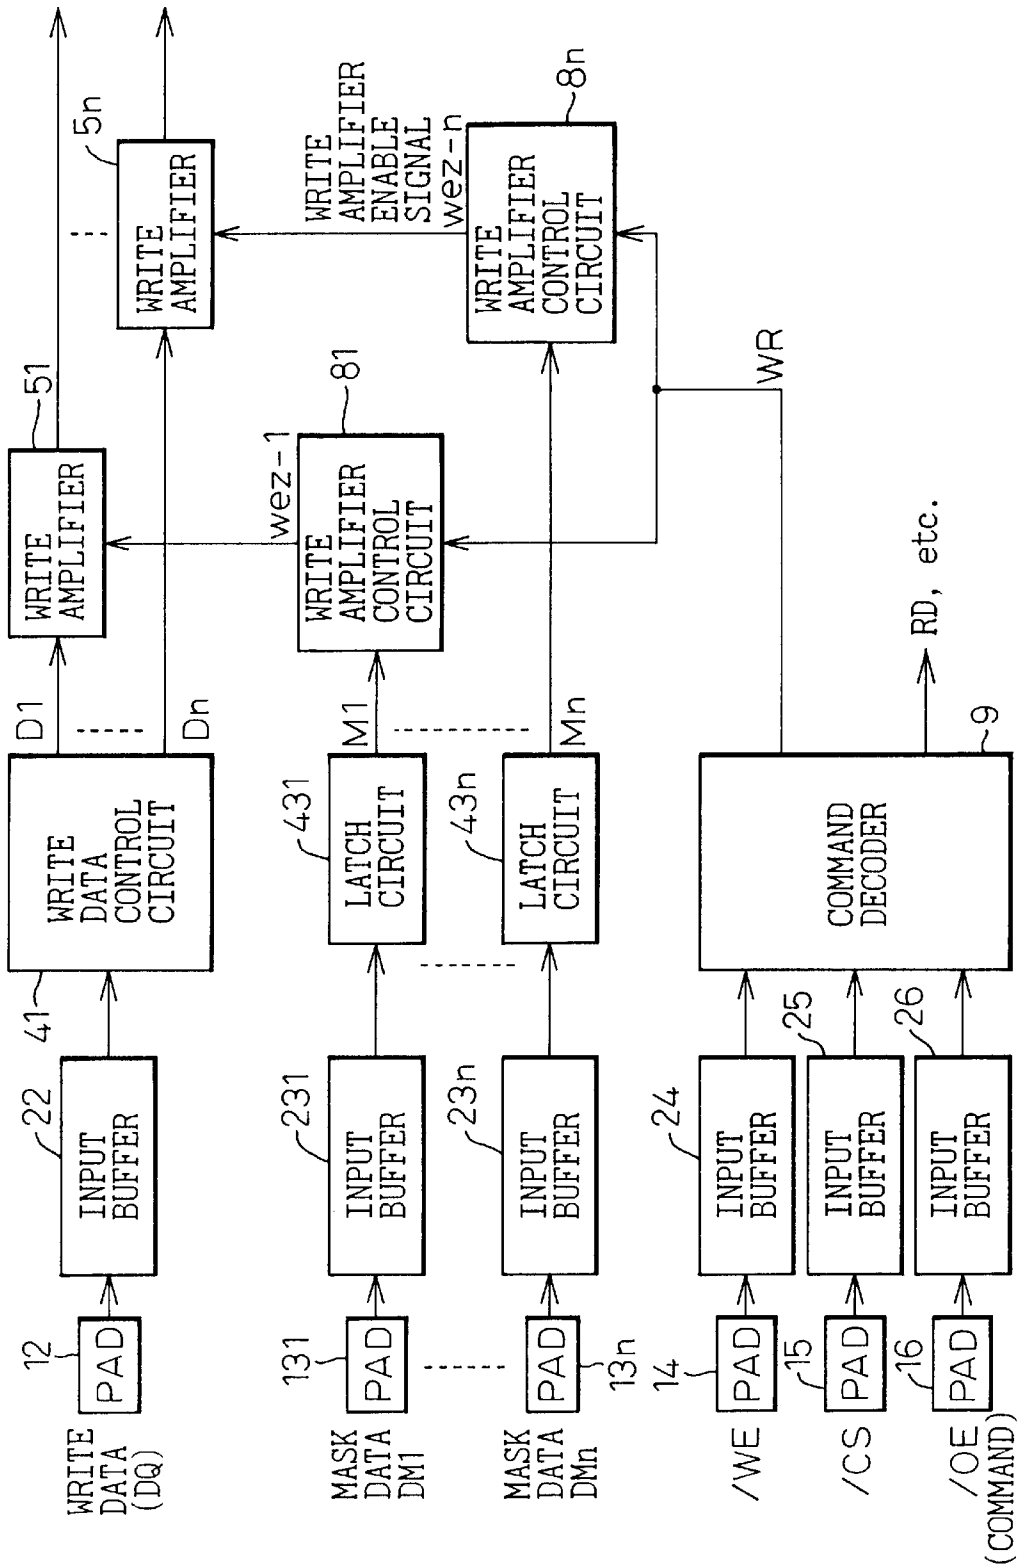 WRITE
DATA
(DQ)
12
PAD
22
INPUT
BUFFER
41
WRITE
DATA
CONTROL
CIRCUIT
D1
Dn
51
WRITE
AMPLIFIER
5n
WRITE
AMPLIFIER
MASK
DATA
DM1
131
PAD
231
INPUT
BUFFER
431
LATCH
CIRCUIT
M1
81
WRITE
AMPLIFIER
CONTROL
CIRCUIT
wez-1
MASK
DATA
DMn
13n
PAD
23n
INPUT
BUFFER
43n
LATCH
CIRCUIT
Mn
8n
WRITE
AMPLIFIER
CONTROL
CIRCUIT
WRITE
AMPLIFIER
ENABLE
SIGNAL
wez-n
/WE
14
PAD
24
INPUT
BUFFER
/CS
15
PAD
25
INPUT
BUFFER
/OE
(COMMAND)
16
PAD
26
INPUT
BUFFER
COMMAND
DECODER
9
WR
RD, etc.